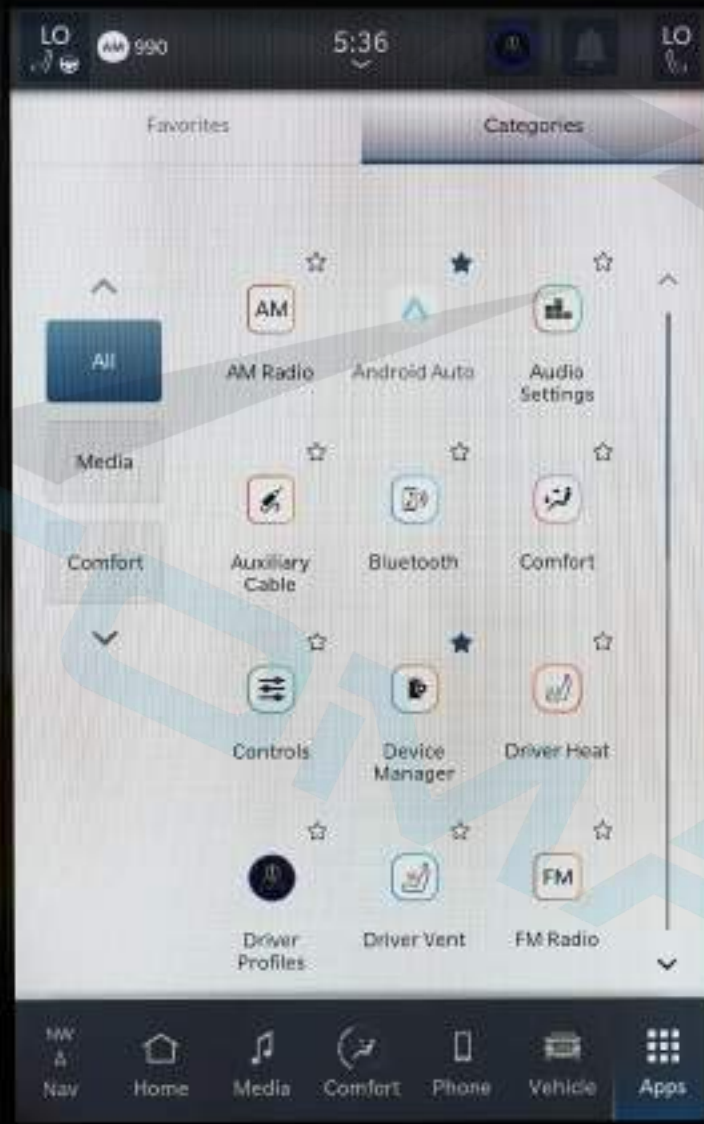 LO
AM 990
5:36
LO
Favorites
Categories
All
Media
Comfort
AM
AM Radio
Android Auto
Audio
Settings
Auxiliary
Cable
Bluetooth
Comfort
Controls
Device
Manager
Driver Heat
Driver
Profiles
Driver Vent
FM
FM Radio
NW
Nav
Home
Media
Comfort
Phone
Vehicle
Apps